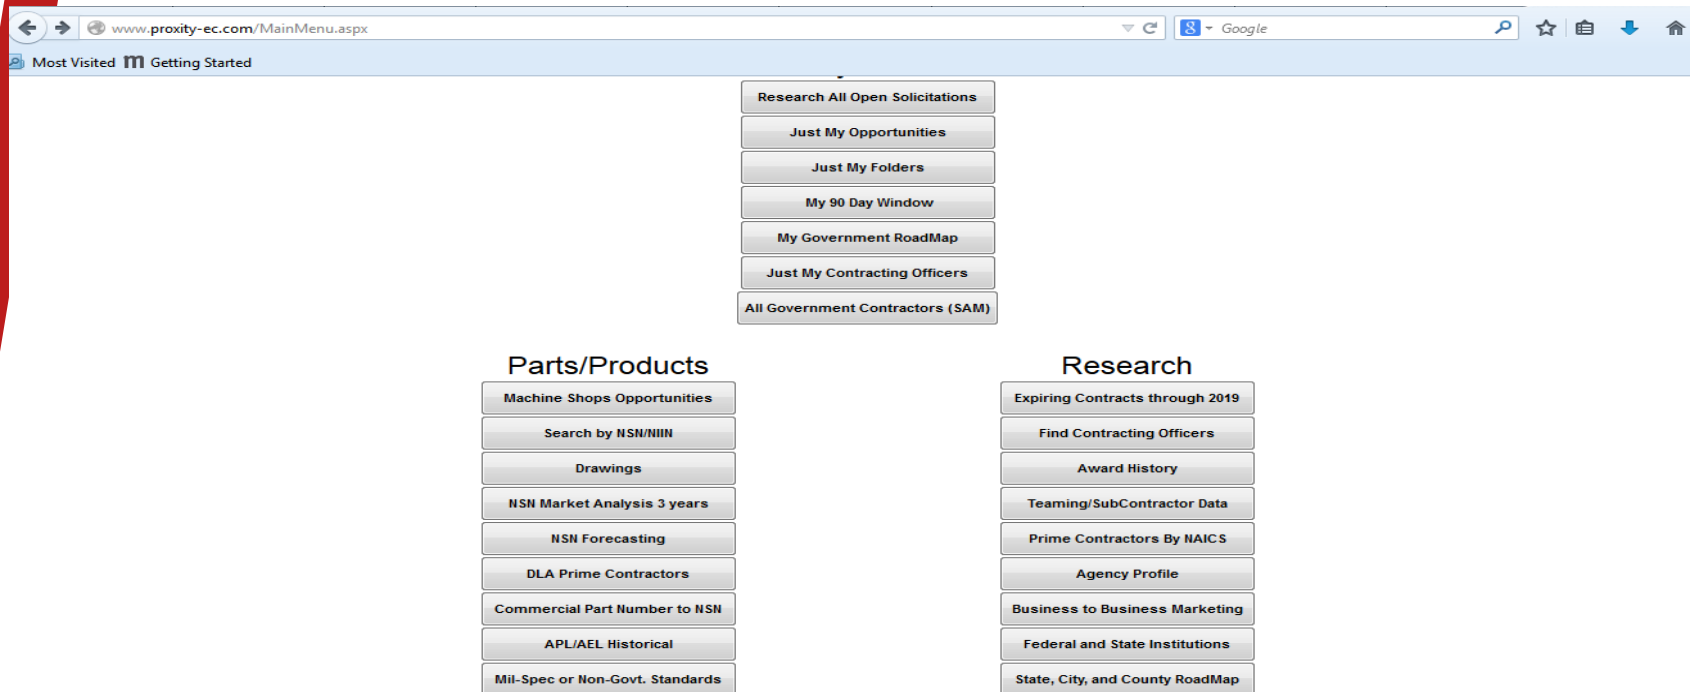 www.proxity-ec.com/MainMenu.aspx
Google
Most Visited
Getting Started
Research All Open Solicitations
Just My Opportunities
Just My Folders
My 90 Day Window
My Government RoadMap
Just My Contracting Officers
All Government Contractors (SAM)
Parts/Products
Machine Shops Opportunities
Search by NSN/NIIN
Drawings
NSN Market Analysis 3 years
NSN Forecasting
DLA Prime Contractors
Commercial Part Number to NSN
APL/AEL Historical
Mil-Spec or Non-Govt. Standards
Research
Expiring Contracts through 2019
Find Contracting Officers
Award History
Teaming/SubContractor Data
Prime Contractors By NAICS
Agency Profile
Business to Business Marketing
Federal and State Institutions
State, City, and County RoadMap